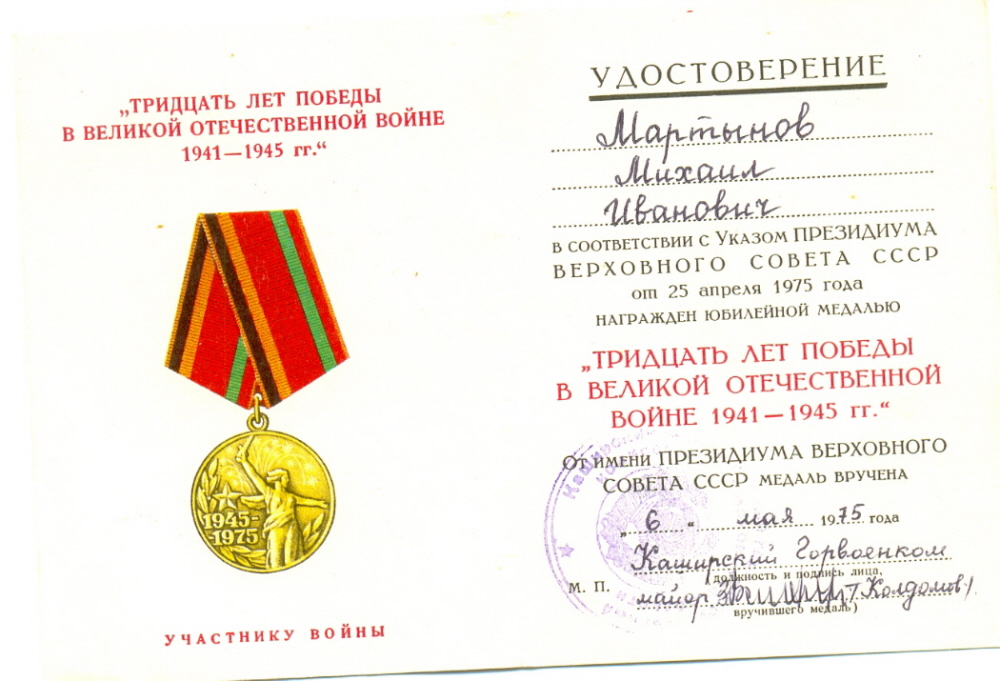 „ТРИДЦАТЬ ЛЕТ ПОБЕДЫ
В ВЕЛИКОЙ ОТЕЧЕСТВЕННОЙ ВОЙНЕ
1941—1945 гг.“
1945-
1975
УЧАСТНИКУ ВОЙНЫ
УДОСТОВЕРЕНИЕ
Мартынов
Михаил
Иванович
В СООТВЕТСТВИИ С УКАЗОМ ПРЕЗИДИУМА
ВЕРХОВНОГО СОВЕТА СССР
от 25 апреля 1975 года
НАГРАЖДЕН ЮБИЛЕЙНОЙ МЕДАЛЬЮ
„ТРИДЦАТЬ ЛЕТ ПОБЕДЫ
В ВЕЛИКОЙ ОТЕЧЕСТВЕННОЙ
ВОЙНЕ 1941—1945 гг.“
ОТ ИМЕНИ ПРЕЗИДИУМА ВЕРХОВНОГО
СОВЕТА СССР МЕДАЛЬ ВРУЧЕНА
„6“ мая 1975 года
Каширский Горвоенком
(должность и подпись лица,
М. П. майор
вручившего медаль)